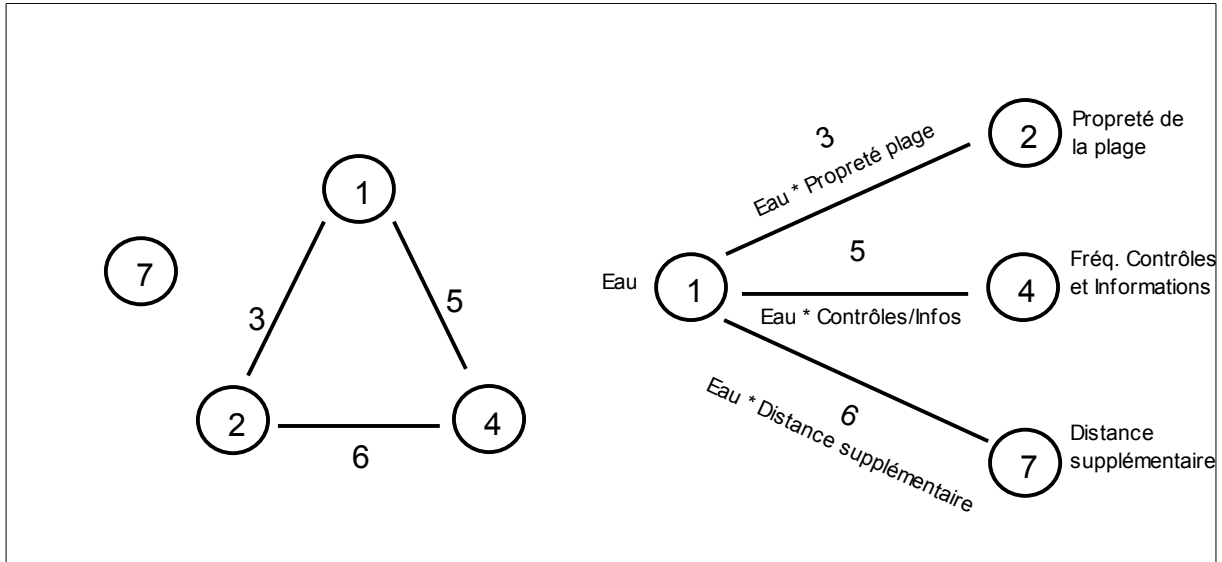 1
7
3
5
2
4
6
3
2
Propreté de
la plage
Eau * Propreté plage
Eau
1
5
4
Fréq. Contrôles
et Informations
Eau * Contrôles/Infos
6
Eau * Distance supplémentaire
7
Distance
supplémentaire